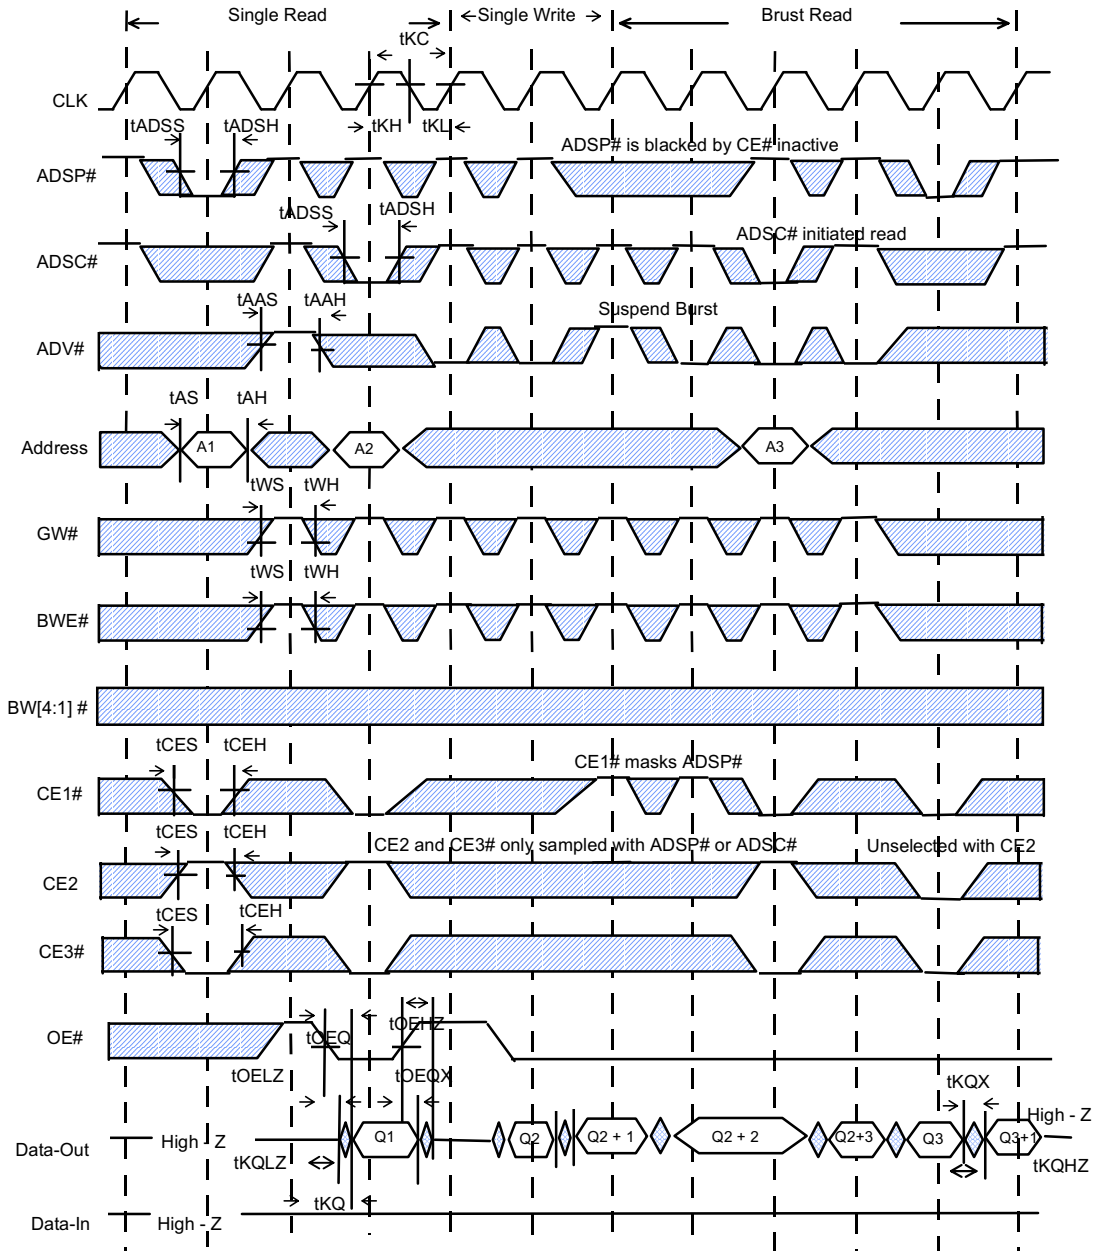 Single Read
Single Write
Brust Read
tKC
CLK
tKH
tKL
tADSS
tADSH
ADSP# is blacked by CE# inactive
ADSP#
tADSS
tADSH
ADSC# initiated read
ADSC#
tAAS
tAAH
Suspend Burst
ADV#
tAS
tAH
Address
A1
A2
A3
tWS
tWH
GW#
tWS
tWH
BWE#
BW[4:1] #
tCES
tCEH
CE1# masks ADSP#
CE1#
tCES
tCEH
CE2 and CE3# only sampled with ADSP# or ADSC#
Unselected with CE2
CE2
tCES
tCEH
CE3#
OE#
tOEQ
tOEHZ
tOELZ
tOEQX
tKQX
High - Z
Data-Out
High - Z
Q1
Q2
Q2 + 1
Q2 + 2
Q2+3
Q3
Q3+1
tKQLZ
tKQHZ
tKQ
Data-In
High - Z